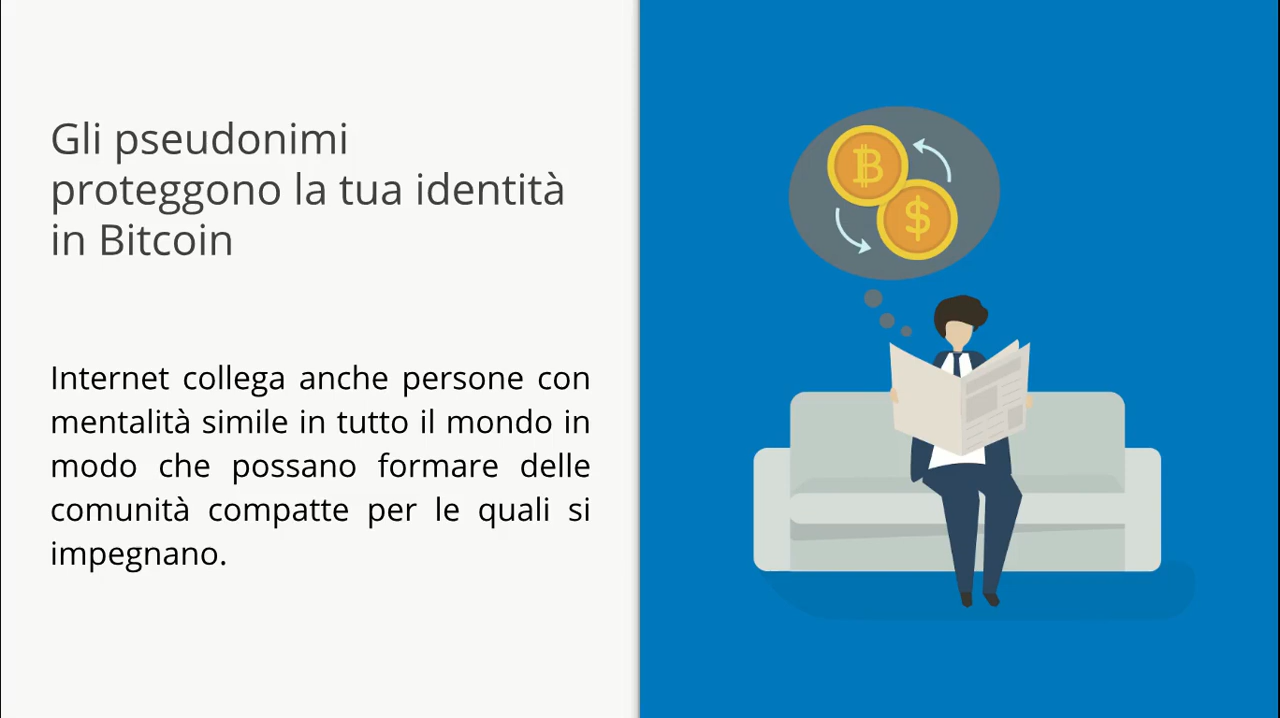 Gli pseudonimi
proteggono la tua identità
in Bitcoin
Internet collega anche persone con
mentalità simile in tutto il mondo in
modo che possano formare delle
comunità compatte per le quali si
impegnano.